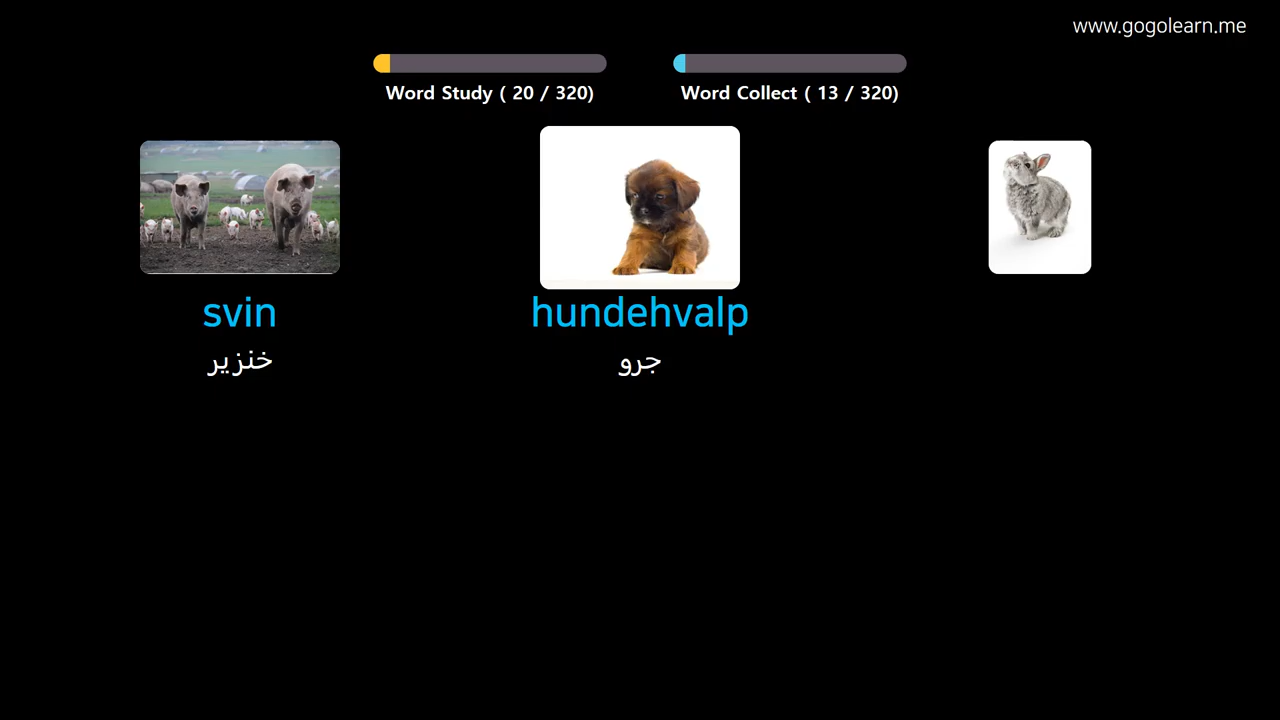 www.gogolearn.me
Word Study ( 20 / 320)
Word Collect ( 13 / 320)
svin
hundehvalp
خنزير
جرو